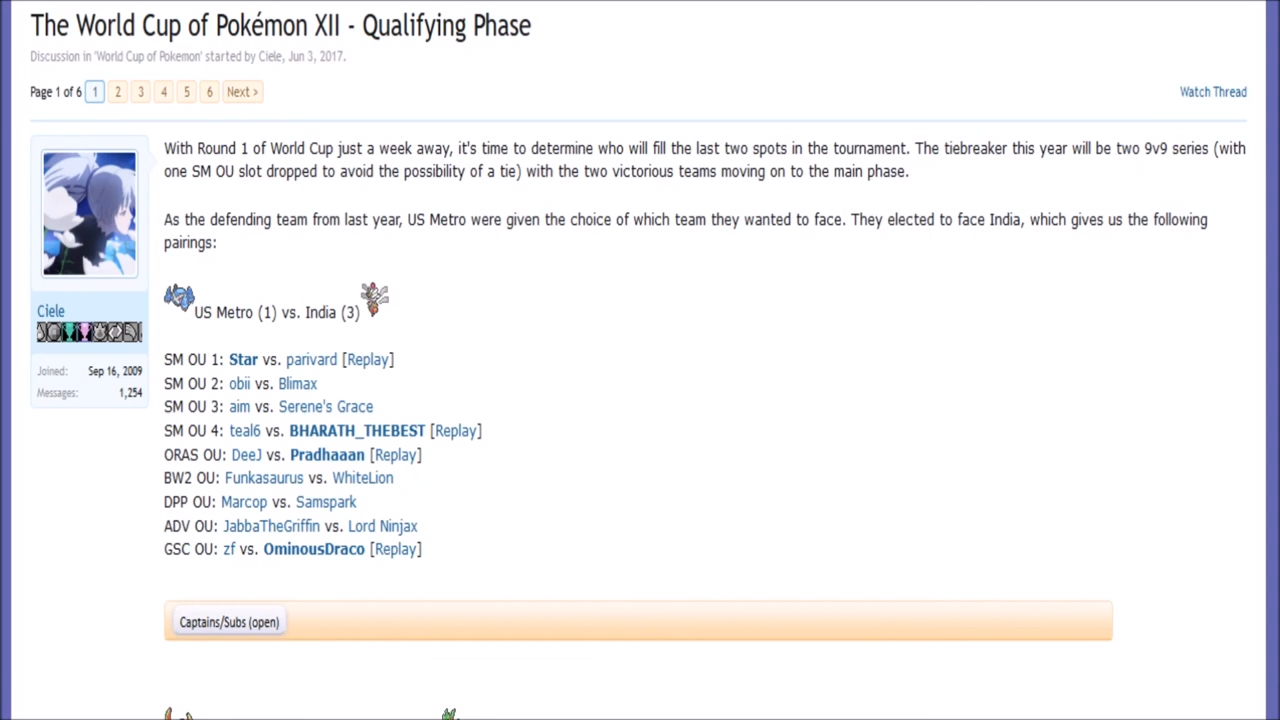 The World Cup of Pokémon XII - Qualifying Phase
Discussion in 'World Cup of Pokemon' started by Ciele, Jun 3, 2017.
Page 1 of 6 1 2 3 4 5 6 Next >
Watch Thread
With Round 1 of World Cup just a week away, it's time to determine who will fill the last two spots in the tournament. The tiebreaker this year will be two 9v9 series (with
one SM OU slot dropped to avoid the possibility of a tie) with the two victorious teams moving on to the main phase.
As the defending team from last year, US Metro were given the choice of which team they wanted to face. They elected to face India, which gives us the following
pairings:
US Metro (1) vs. India (3)
Ciele
Joined: Sep 16, 2009
Messages: 1,254
SM OU 1: Star vs. parivard [Replay]
SM OU 2: obii vs. Blimax
SM OU 3: aim vs. Serene's Grace
SM OU 4: teal6 vs. BHARATH_THEBEST [Replay]
ORAS OU: DeeJ vs. Pradhaaan [Replay]
BW2 OU: Funkasaurus vs. WhiteLion
DPP OU: Marcop vs. Samspark
ADV OU: JabbaTheGriffin vs. Lord Ninjax
GSC OU: zf vs. OminousDraco [Replay]
Captains/Subs (open)